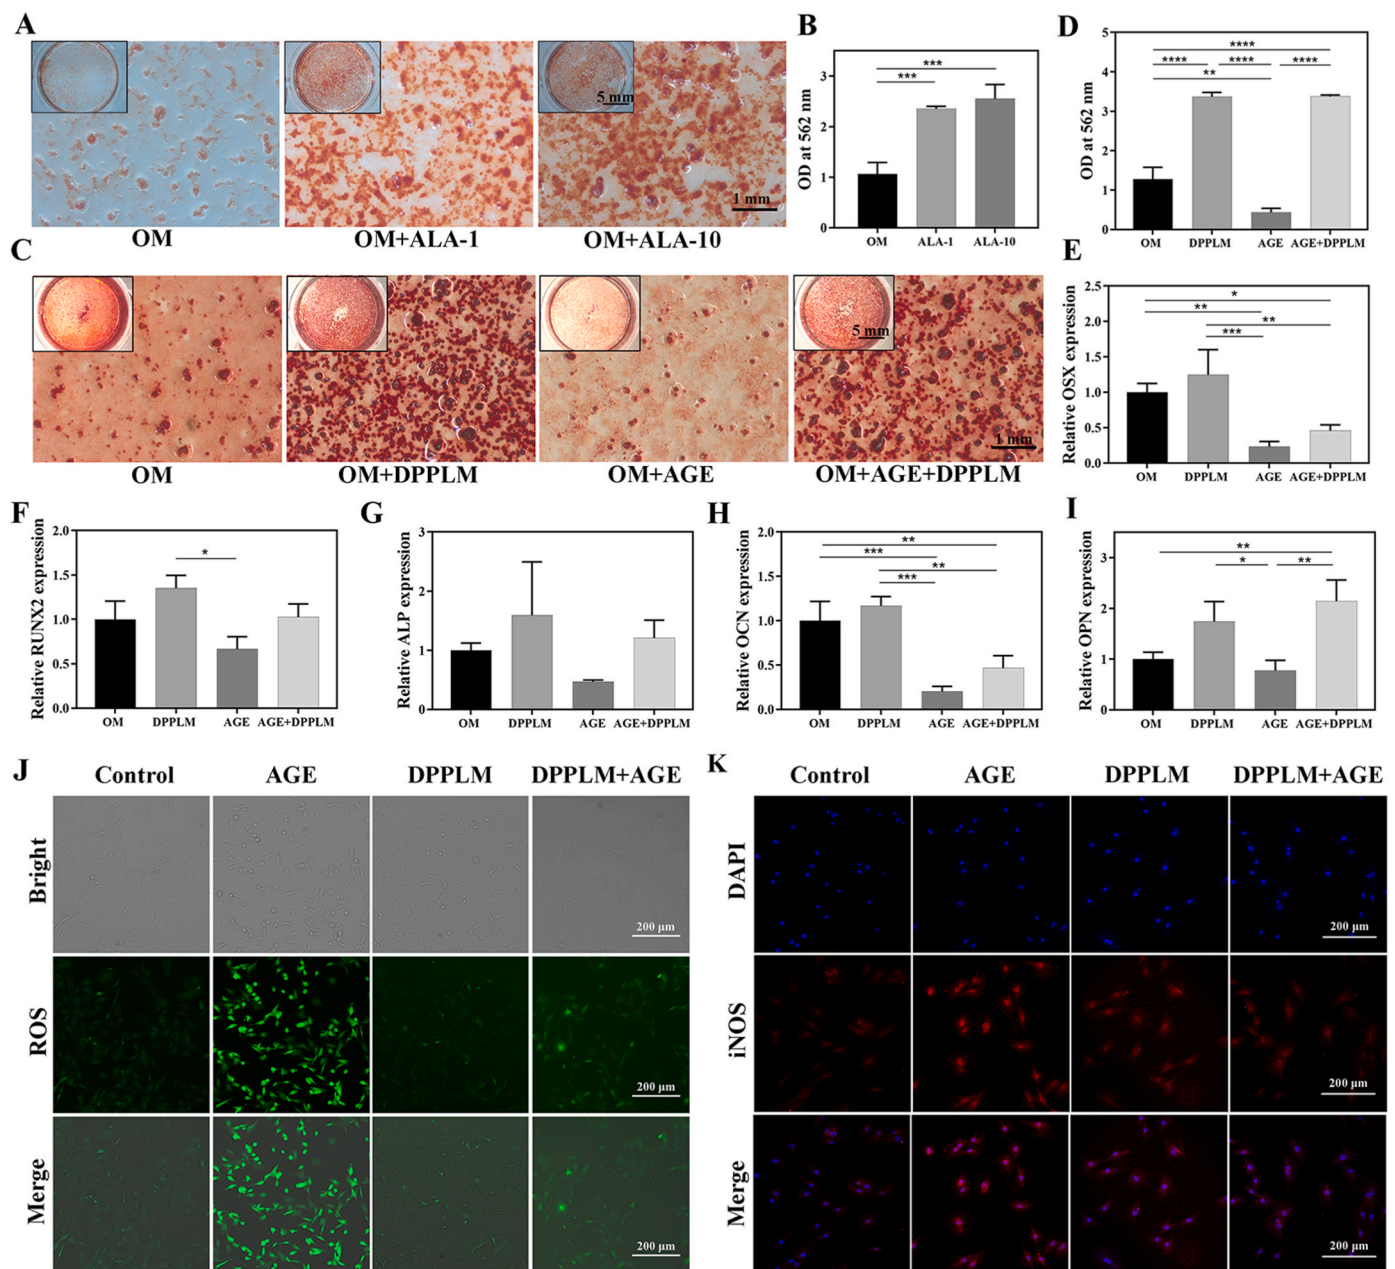 A
5 mm
1 mm
OM OM+ALA-1 OM+ALA-10
B
OD at 562 nm
3
2
1
0
*** ***
OM ALA-1 ALA-10
D
OD at 562 nm
5
4
3
2
1
0
****
**** **** ****
**
OM DPPLM AGE AGE+DPPLM
C
5 mm
1 mm
OM OM+DPPLM OM+AGE OM+AGE+DPPLM
E
Relative OSX expression
2.5
2.0
1.5
1.0
0.5
0.0
*
**
**
***
OM DPPLM AGE AGE+DPPLM
F
Relative RUNX2 expression
2.0
1.5
1.0
0.5
0.0
*
OM DPPLM AGE AGE+DPPLM
G
Relative ALP expression
3
2
1
0
OM DPPLM AGE AGE+DPPLM
H
Relative OCN expression
2.0
1.5
1.0
0.5
0.0
**
***
**
***
OM DPPLM AGE AGE+DPPLM
I
Relative OPN expression
3
2
1
0
**
* **
OM DPPLM AGE AGE+DPPLM
J
Control AGE DPPLM DPPLM+AGE
Bright
200 μm
ROS
200 μm
Merge
200 μm
K
Control AGE DPPLM DPPLM+AGE
DAPI
200 μm
iNOS
200 μm
Merge
200 μm